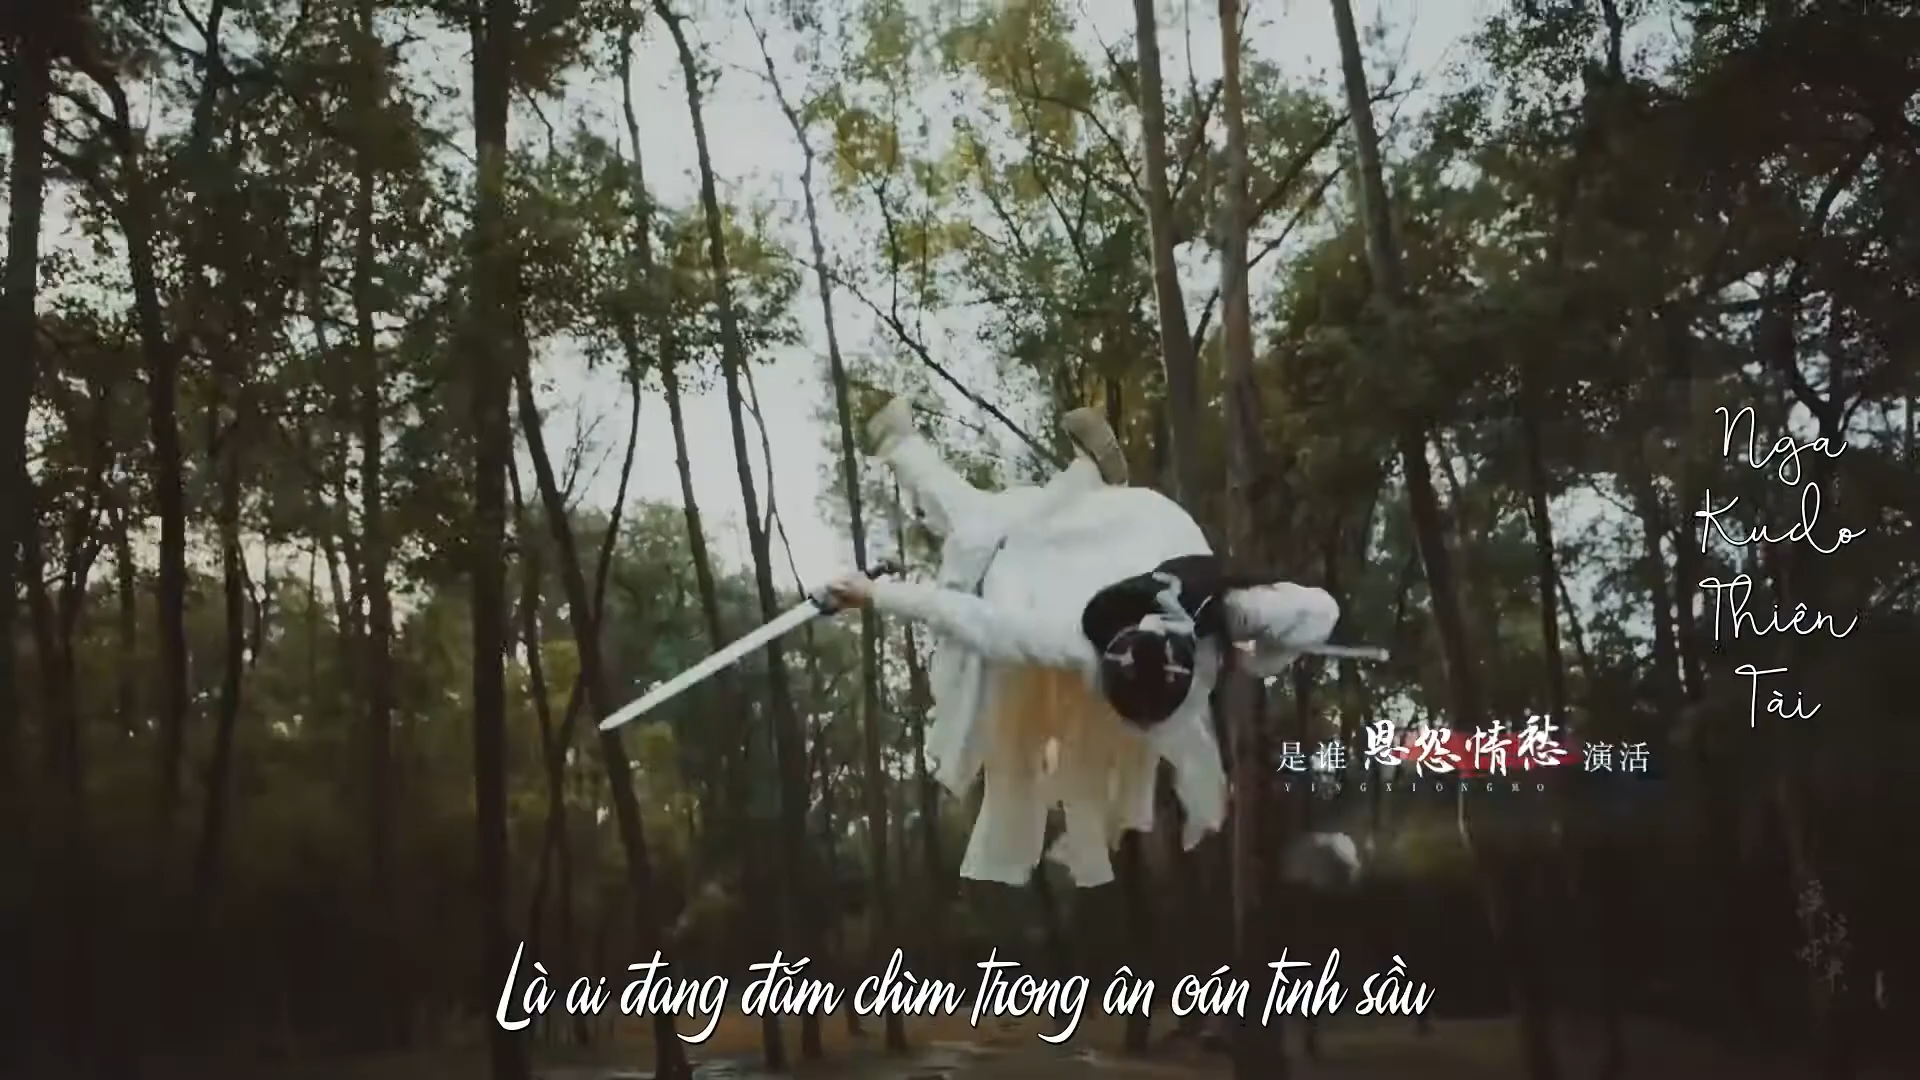 Nga
Kudo
Thiên
Tài
是谁恩怨情愁演活
YINGXIONGMO
Là ai đang đắm chìm trong ân oán tình sầu